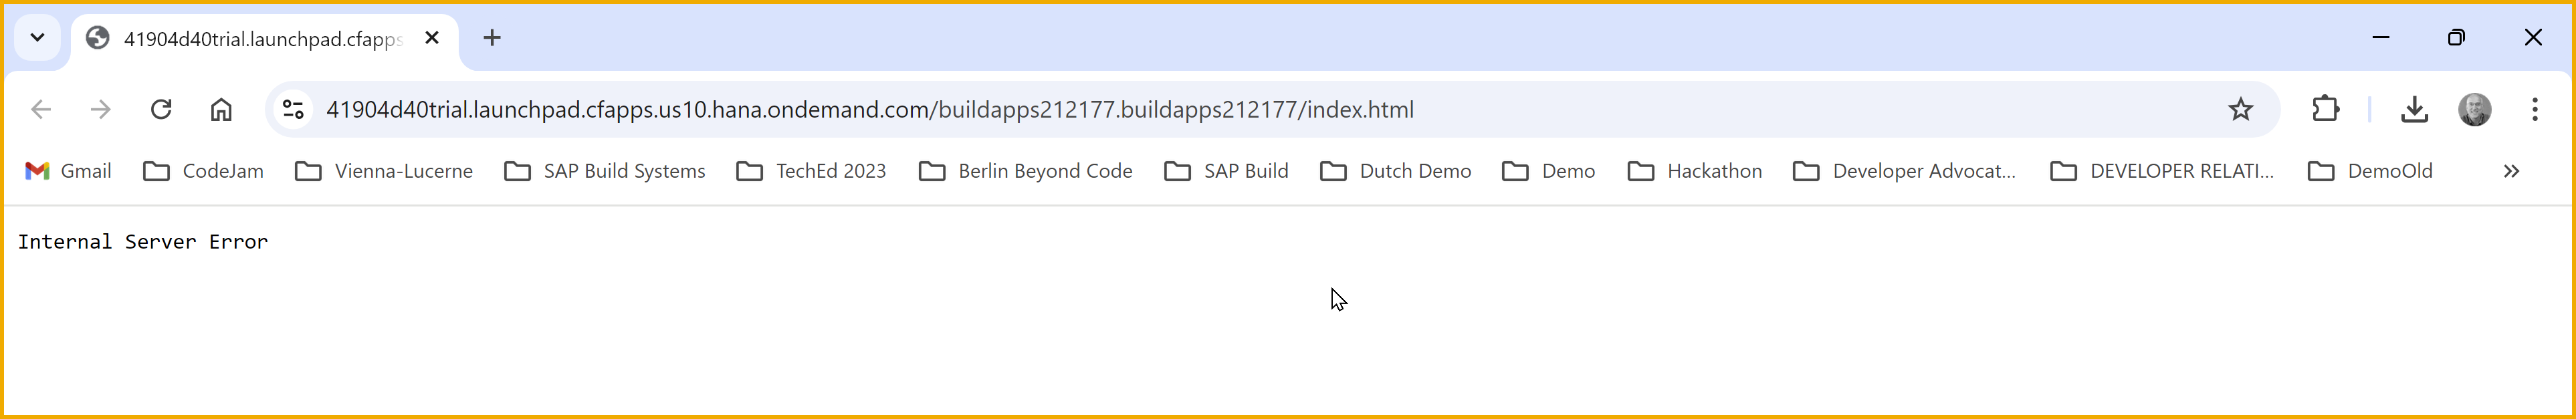 41904d40trial.launchpad.cfapps
41904d40trial.launchpad.cfapps.us10.hana.ondemand.com/buildapps212177.buildapps212177/index.html
Gmail CodeJam Vienna-Lucerne SAP Build Systems TechEd 2023 Berlin Beyond Code SAP Build Dutch Demo Demo Hackathon Developer Advocat... DEVELOPER RELATI... DemoOld
Internal Server Error